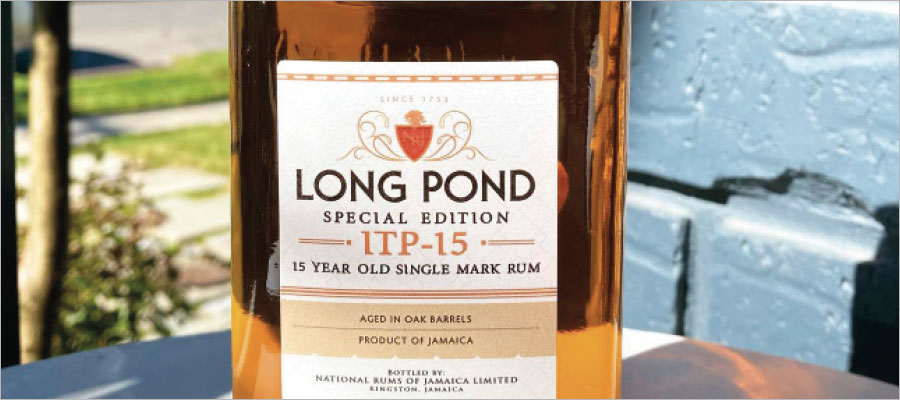 SINCE 1753
LONG POND
SPECIAL EDITION
ITP-15
15 YEAR OLD SINGLE MARK RUM
AGED IN OAK BARRELS
PRODUCT OF JAMAICA
BOTTLED BY:
NATIONAL RUMS OF JAMAICA LIMITED
KINGSTON, JAMAICA